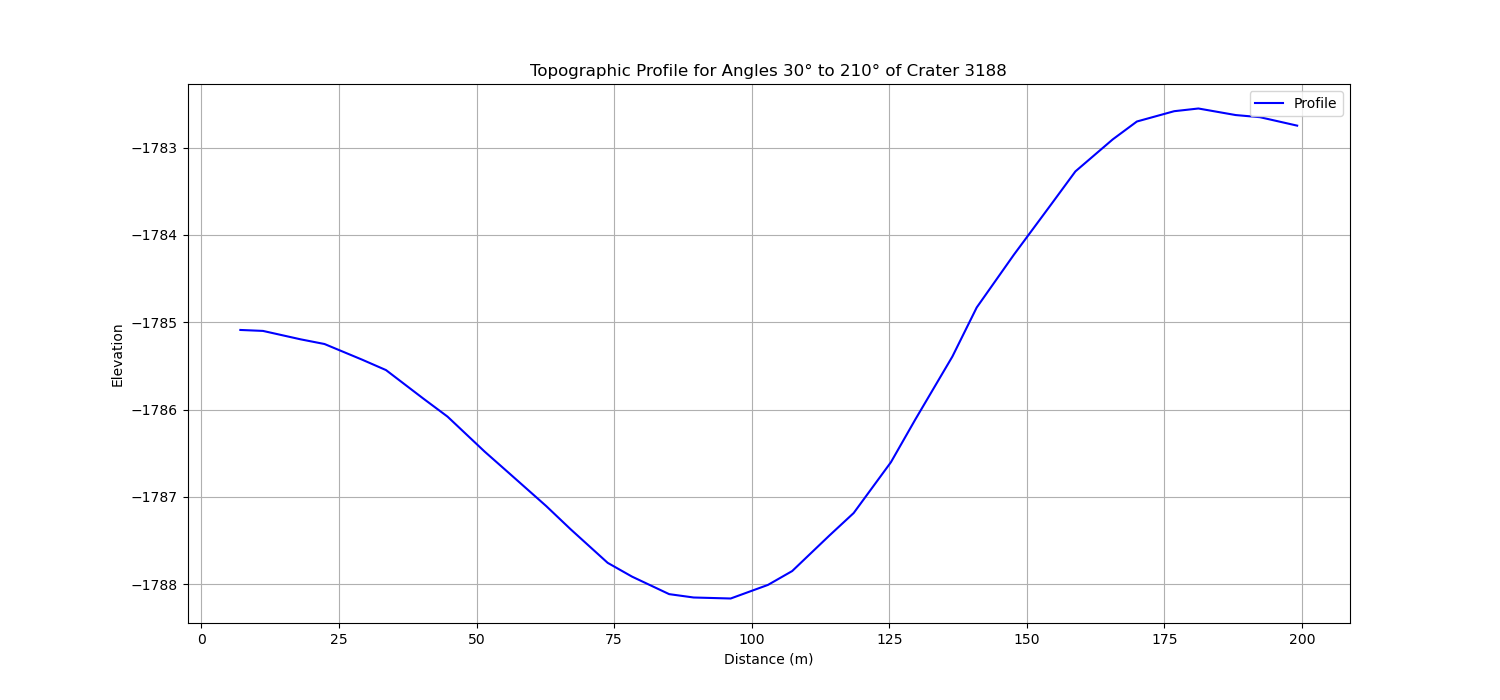 Topographic Profile for Angles 30° to 210° of Crater 3188
Profile
−1783
−1784
−1785
−1786
−1787
−1788
Elevation
0 25 50 75 100 125 150 175 200
Distance (m)